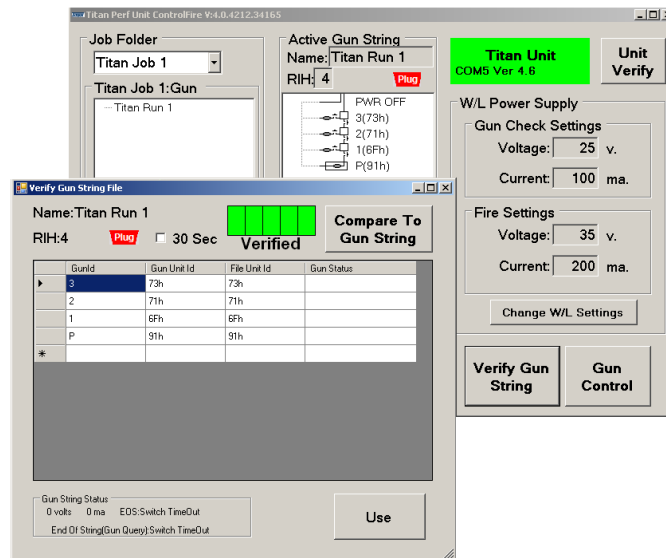 Titan Perf Unit ControlFire V:4.0.4212.34165
Job Folder
Titan Job 1
Titan Job 1:Gun
Titan Run 1
Active Gun String
Name: Titan Run 1
RIH: 4 Plug
PWR OFF
3(73h)
2(71h)
1(6Fh)
P(91h)
Titan Unit
COM5 Ver 4.6
Unit
Verify
W/L Power Supply
Gun Check Settings
Voltage: 25 v.
Current: 100 ma.
Fire Settings
Voltage: 35 v.
Current: 200 ma.
Change W/L Settings
Verify Gun
String
Gun
Control
Verify Gun String File
Name:Titan Run 1
RIH:4 Plug 30 Sec Verified
Compare To
Gun String
GunId Gun Unit Id File Unit Id Gun Status
3 73h 73h
2 71h 71h
1 6Fh 6Fh
P 91h 91h
*
Gun String Status
0 volts 0 ma EOS:Switch TimeOut
End Of String(Gun Query):Switch TimeOut
Use